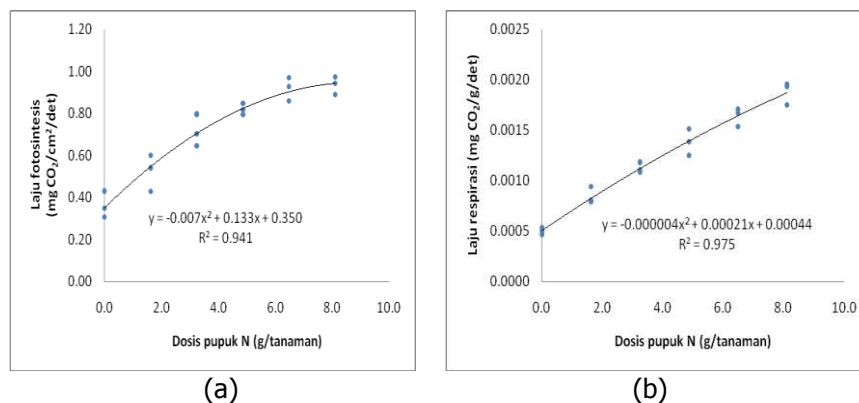 1.20
1.00
0.80
0.60
0.40
0.20
0.00
Laju fotosintesis
(mg CO₂/cm²/det)
y = -0.007x² + 0.133x + 0.350
R² = 0.941
0.0 2.0 4.0 6.0 8.0 10.0
Dosis pupuk N (g/tanaman)
(a)
0.0025
0.0020
0.0015
0.0010
0.0005
0.0000
Laju respirasi (mg CO₂/g/det)
y = -0.000004x² + 0.00021x + 0.00044
R² = 0.975
0.0 2.0 4.0 6.0 8.0 10.0
Dosis pupuk N (g/tanaman)
(b)